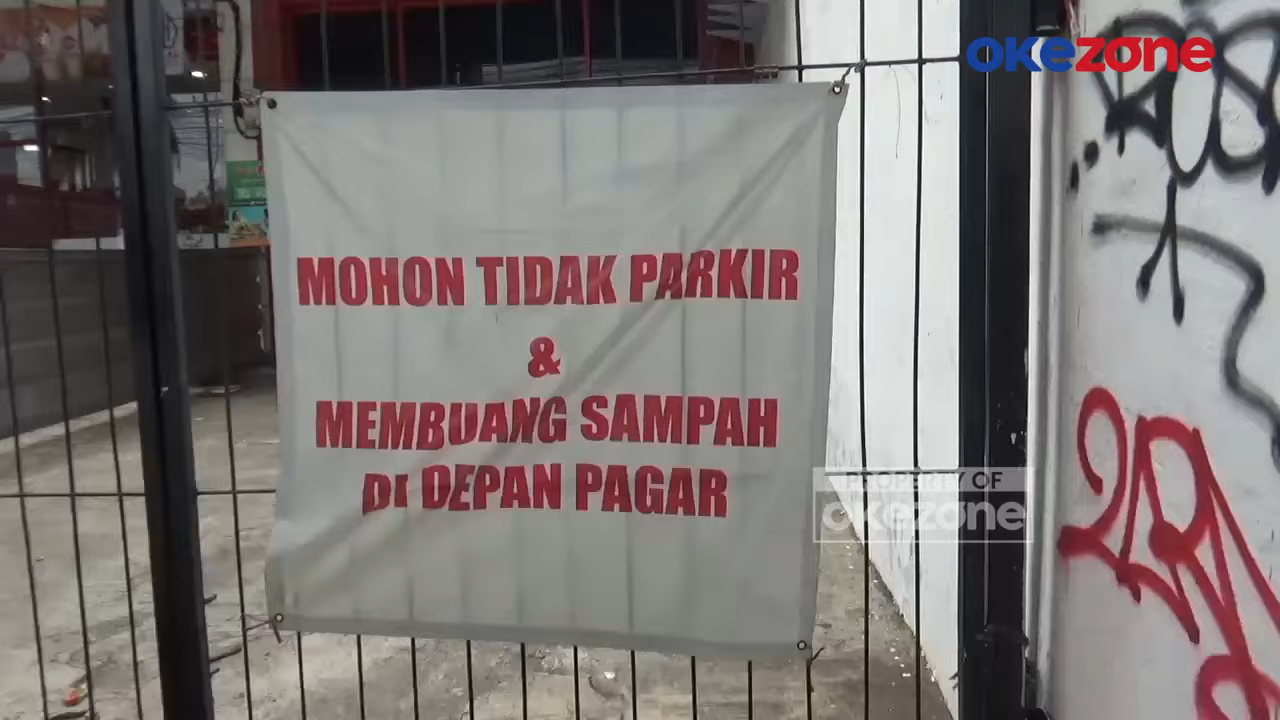 okezone
MOHON TIDAK PARKIR
&
MEMBUANG SAMPAH
DI DEPAN PAGAR
PROPERTY OF
okezone